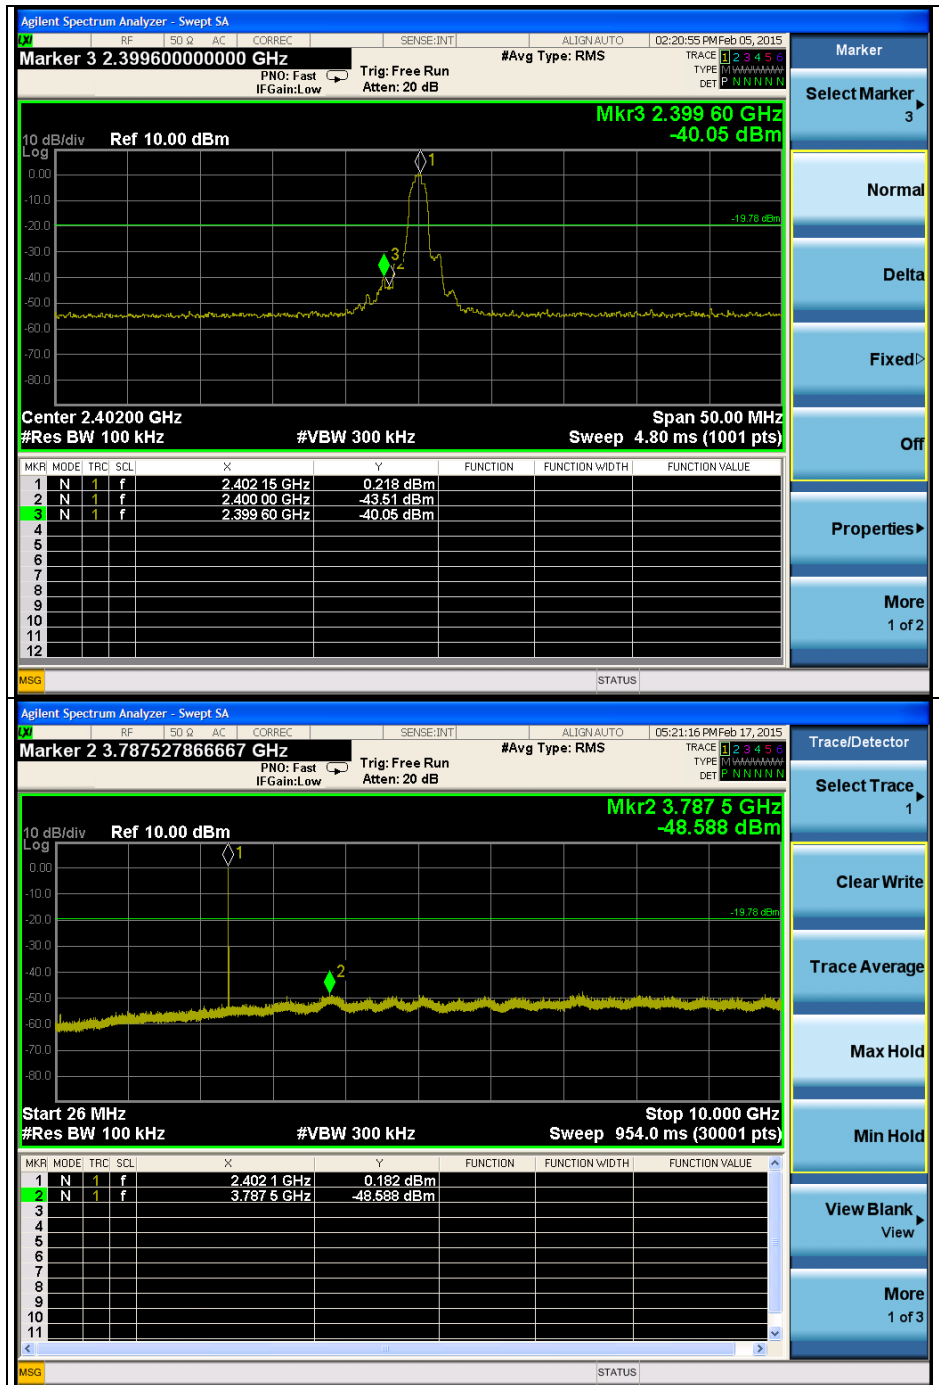 Agilent Spectrum Analyzer - Swept SA
LXI RF 50 Ω AC CORREC SENSE:INT ALIGN AUTO 02:20:55 PM Feb 05, 2015
Marker 3 2.399600000000 GHz #Avg Type: RMS TRACE 1 2 3 4 5 6
PNO: Fast Trig: Free Run TYPE M WWWWW
IFGain:Low Atten: 20 dB DET P N N N N N
Mkr3 2.399 60 GHz
-40.05 dBm
10 dB/div Ref 10.00 dBm
Log
1
0.00
-10.0
-20.0
-19.78 dBm
-30.0
3
2
-40.0
-50.0
-60.0
-70.0
-80.0
Center 2.40200 GHz Span 50.00 MHz
#Res BW 100 kHz #VBW 300 kHz Sweep 4.80 ms (1001 pts)
MKR MODE TRC SCL X Y FUNCTION FUNCTION WIDTH FUNCTION VALUE
1 N 1 f 2.402 15 GHz 0.218 dBm
2 N 1 f 2.400 00 GHz -43.51 dBm
3 N 1 f 2.399 60 GHz -40.05 dBm
4
5
6
7
8
9
10
11
12
MSG STATUS
Marker
Select Marker
3
Normal
Delta
Fixed
Off
Properties
More
1 of 2
Agilent Spectrum Analyzer - Swept SA
LXI RF 50 Ω AC CORREC SENSE:INT ALIGN AUTO 05:21:16 PM Feb 17, 2015
Marker 2 3.787527866667 GHz #Avg Type: RMS TRACE 1 2 3 4 5 6
PNO: Fast Trig: Free Run TYPE M WWWWW
IFGain:Low Atten: 20 dB DET P N N N N N
Mkr2 3.787 5 GHz
-48.588 dBm
10 dB/div Ref 10.00 dBm
Log
1
0.00
-10.0
-20.0
-19.78 dBm
-30.0
-40.0
2
-50.0
-60.0
-70.0
-80.0
Start 26 MHz Stop 10.000 GHz
#Res BW 100 kHz #VBW 300 kHz Sweep 954.0 ms (30001 pts)
MKR MODE TRC SCL X Y FUNCTION FUNCTION WIDTH FUNCTION VALUE
1 N 1 f 2.402 1 GHz 0.182 dBm
2 N 1 f 3.787 5 GHz -48.588 dBm
3
4
5
6
7
8
9
10
11
MSG STATUS
Trace/Detector
Select Trace
1
Clear Write
Trace Average
Max Hold
Min Hold
View Blank
View
More
1 of 3